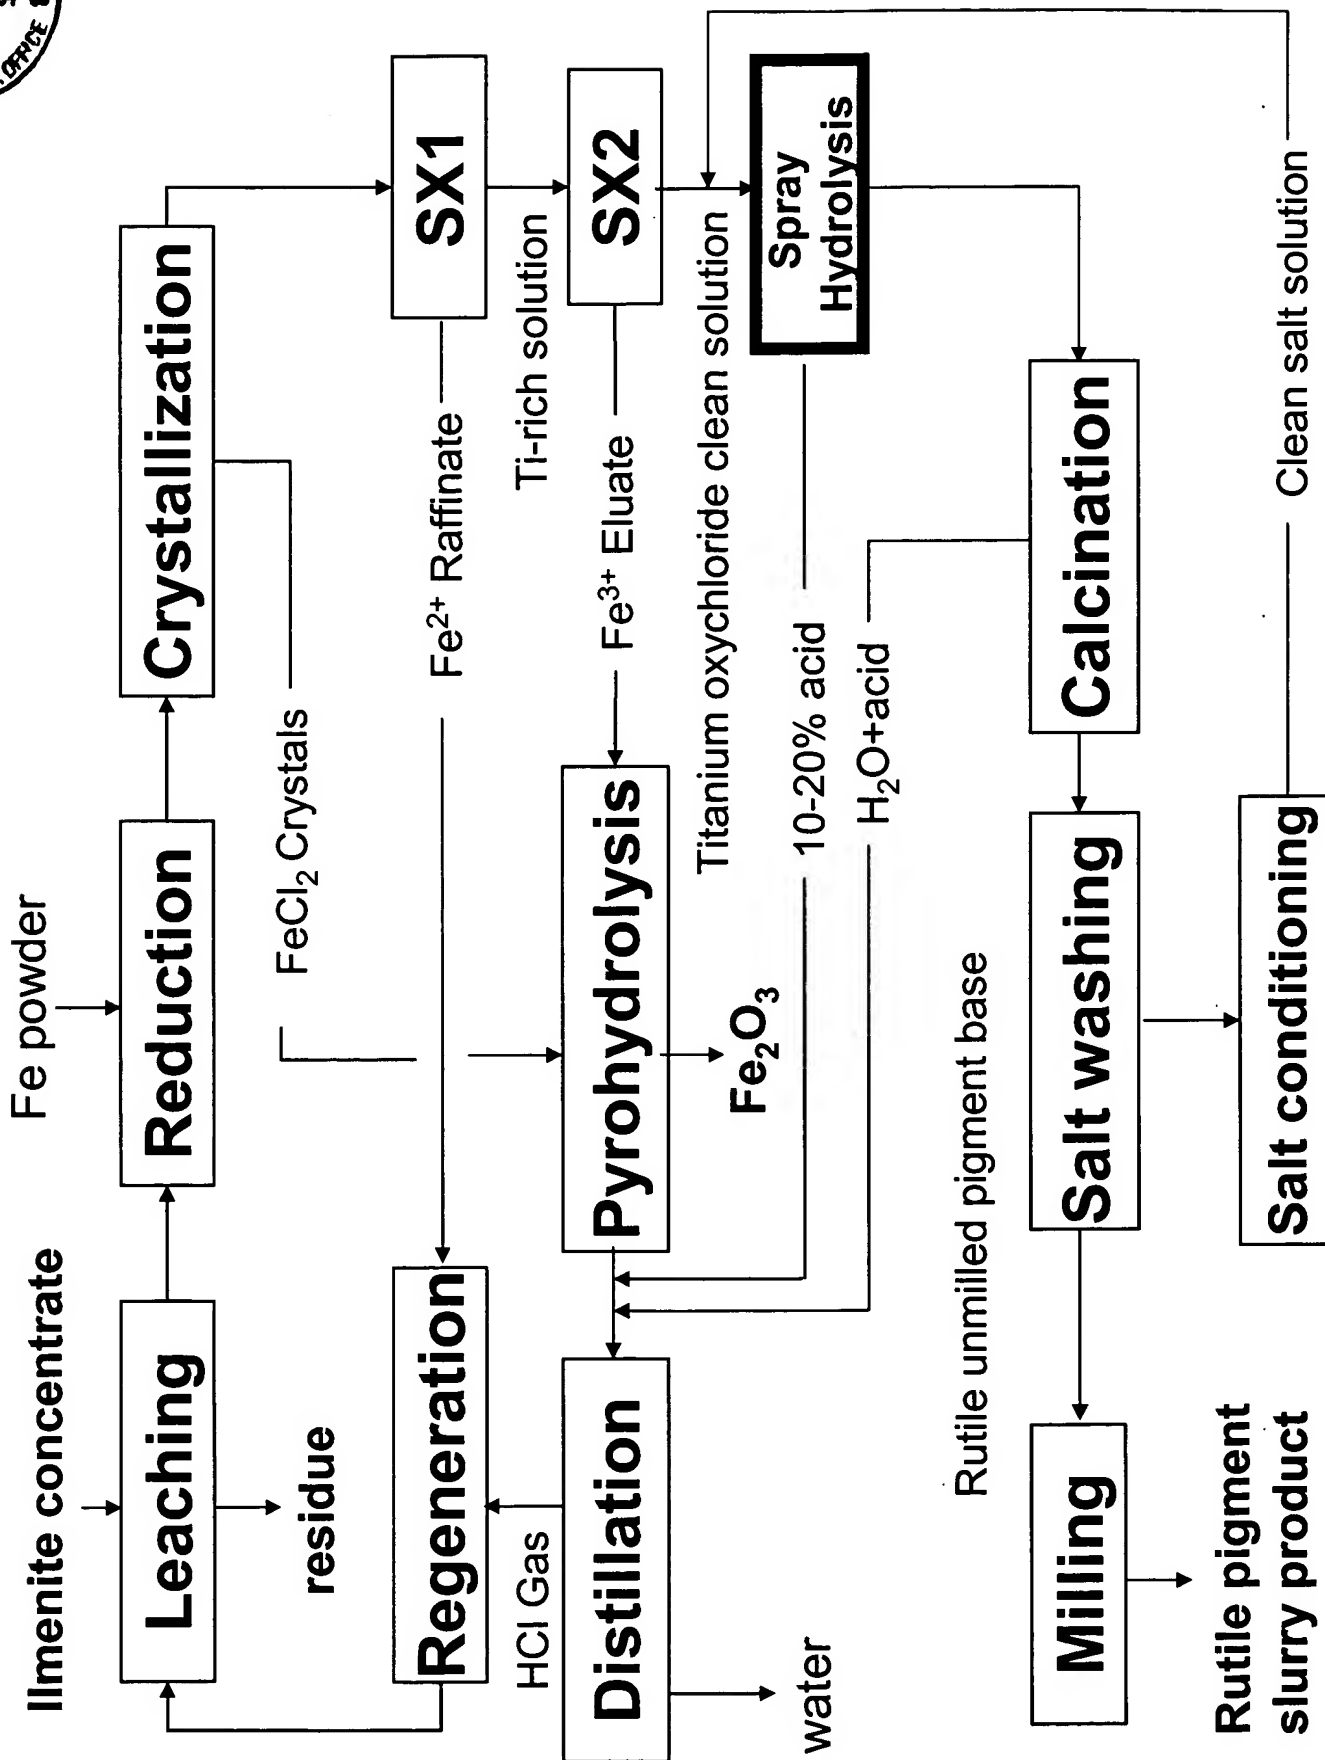 OFFICE
Fe powder
Ilmenite concentrate
Leaching
Reduction
Crystallization
residue
FeCl₂ Crystals
Regeneration
Fe²⁺ Raffinate
SX1
HCl Gas
Ti-rich solution
Distillation
Pyrohydrolysis
Fe³⁺ Eluate
SX2
water
Fe₂O₃
Titanium oxychloride clean solution
Spray
Hydrolysis
10-20% acid
H₂O+acid
Rutile unmilled pigment base
Milling
Salt washing
Calcination
Rutile pigment
slurry product
Salt conditioning
Clean salt solution